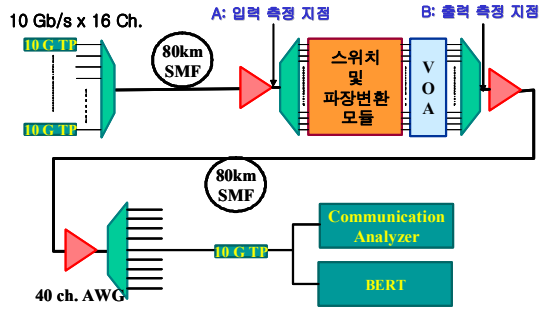 10 Gb/s x 16 Ch.
A: 입력 측정 지점
B: 출력 측정 지점
10 G TP
10 G TP
80km
SMF
스위치
및
파장변환
모듈
V
O
A
80km
SMF
40 ch. AWG
10 G TP
Communication
Analyzer
BERT